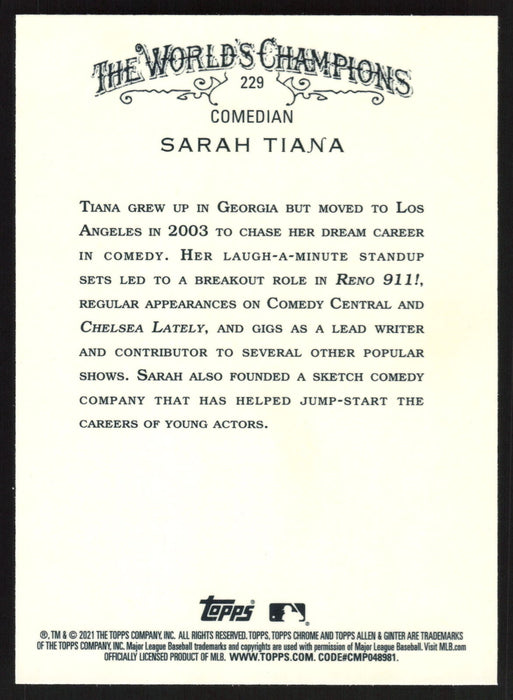 THE WORLD'S CHAMPIONS
229
COMEDIAN
SARAH TIANA
TIANA GREW UP IN GEORGIA BUT MOVED TO LOS
ANGELES IN 2003 TO CHASE HER DREAM CAREER
IN COMEDY. HER LAUGH-A-MINUTE STANDUP
SETS LED TO A BREAKOUT ROLE IN RENO 911!,
REGULAR APPEARANCES ON COMEDY CENTRAL AND
CHELSEA LATELY, AND GIGS AS A LEAD WRITER
AND CONTRIBUTOR TO SEVERAL OTHER POPULAR
SHOWS. SARAH ALSO FOUNDED A SKETCH COMEDY
COMPANY THAT HAS HELPED JUMP-START THE
CAREERS OF YOUNG ACTORS.
Topps
®, TM & © 2021 THE TOPPS COMPANY, INC. ALL RIGHTS RESERVED. TOPPS, TOPPS CHROME AND TOPPS ALLEN & GINTER ARE TRADEMARKS
OF THE TOPPS COMPANY, INC. Major League Baseball trademarks and copyrights are used with permission of Major League Baseball. Visit MLB.com
OFFICIALLY LICENSED PRODUCT OF MLB. WWW.TOPPS.COM. CODE#CMP048981.